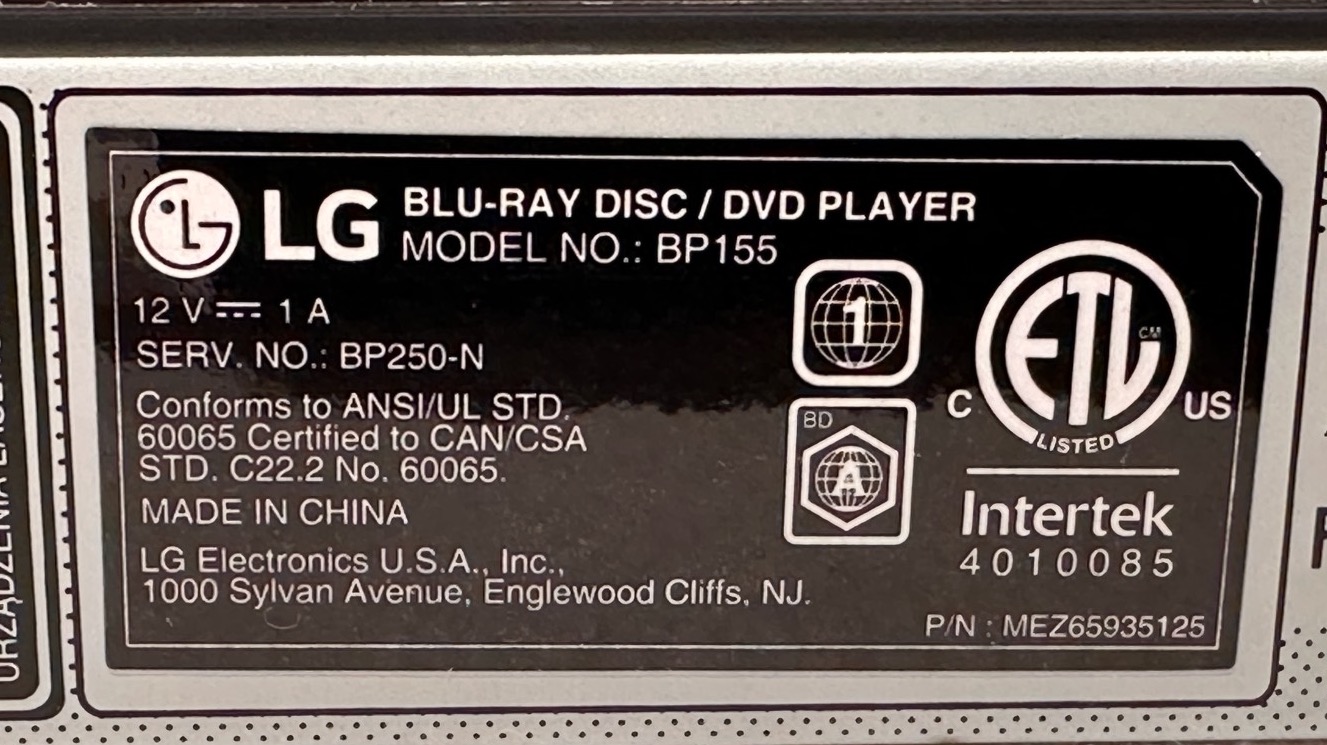 LG
BLU-RAY DISC / DVD PLAYER
MODEL NO.: BP155
12 V ⎓ 1 A
SERV. NO.: BP250-N
Conforms to ANSI/UL STD.
60065 Certified to CAN/CSA
STD. C22.2 No. 60065.
MADE IN CHINA
LG Electronics U.S.A., Inc.,
1000 Sylvan Avenue, Englewood Cliffs, NJ.
1
BD
A
ETL CM
C US
LISTED
Intertek
4010085
P/N : MEZ65935125